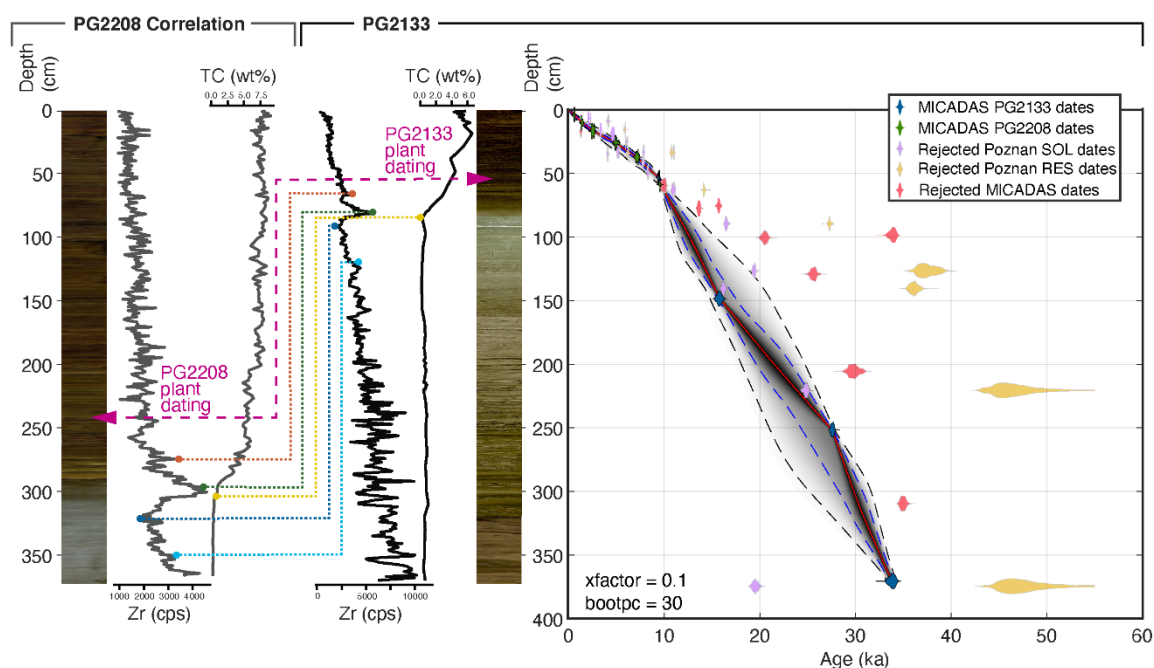 PG2208 Correlation
PG2133
Depth
(cm)
TC (wt%)
0.0 2.5 5.0 7.5
Depth
(cm)
TC (wt%)
0.0 2.0 4.0 6.0
0
50
100
150
200
250
300
350
PG2133
plant
dating
PG2208
plant
dating
1000 2000 3000 4000
Zr (cps)
0 5000 10000
Zr (cps)
0
50
100
150
200
250
300
350
400
MICADAS PG2133 dates
MICADAS PG2208 dates
Rejected Poznan SOL dates
Rejected Poznan RES dates
Rejected MICADAS dates
xfactor = 0.1
bootpc = 30
0 10 20 30 40 50 60
Age (ka)